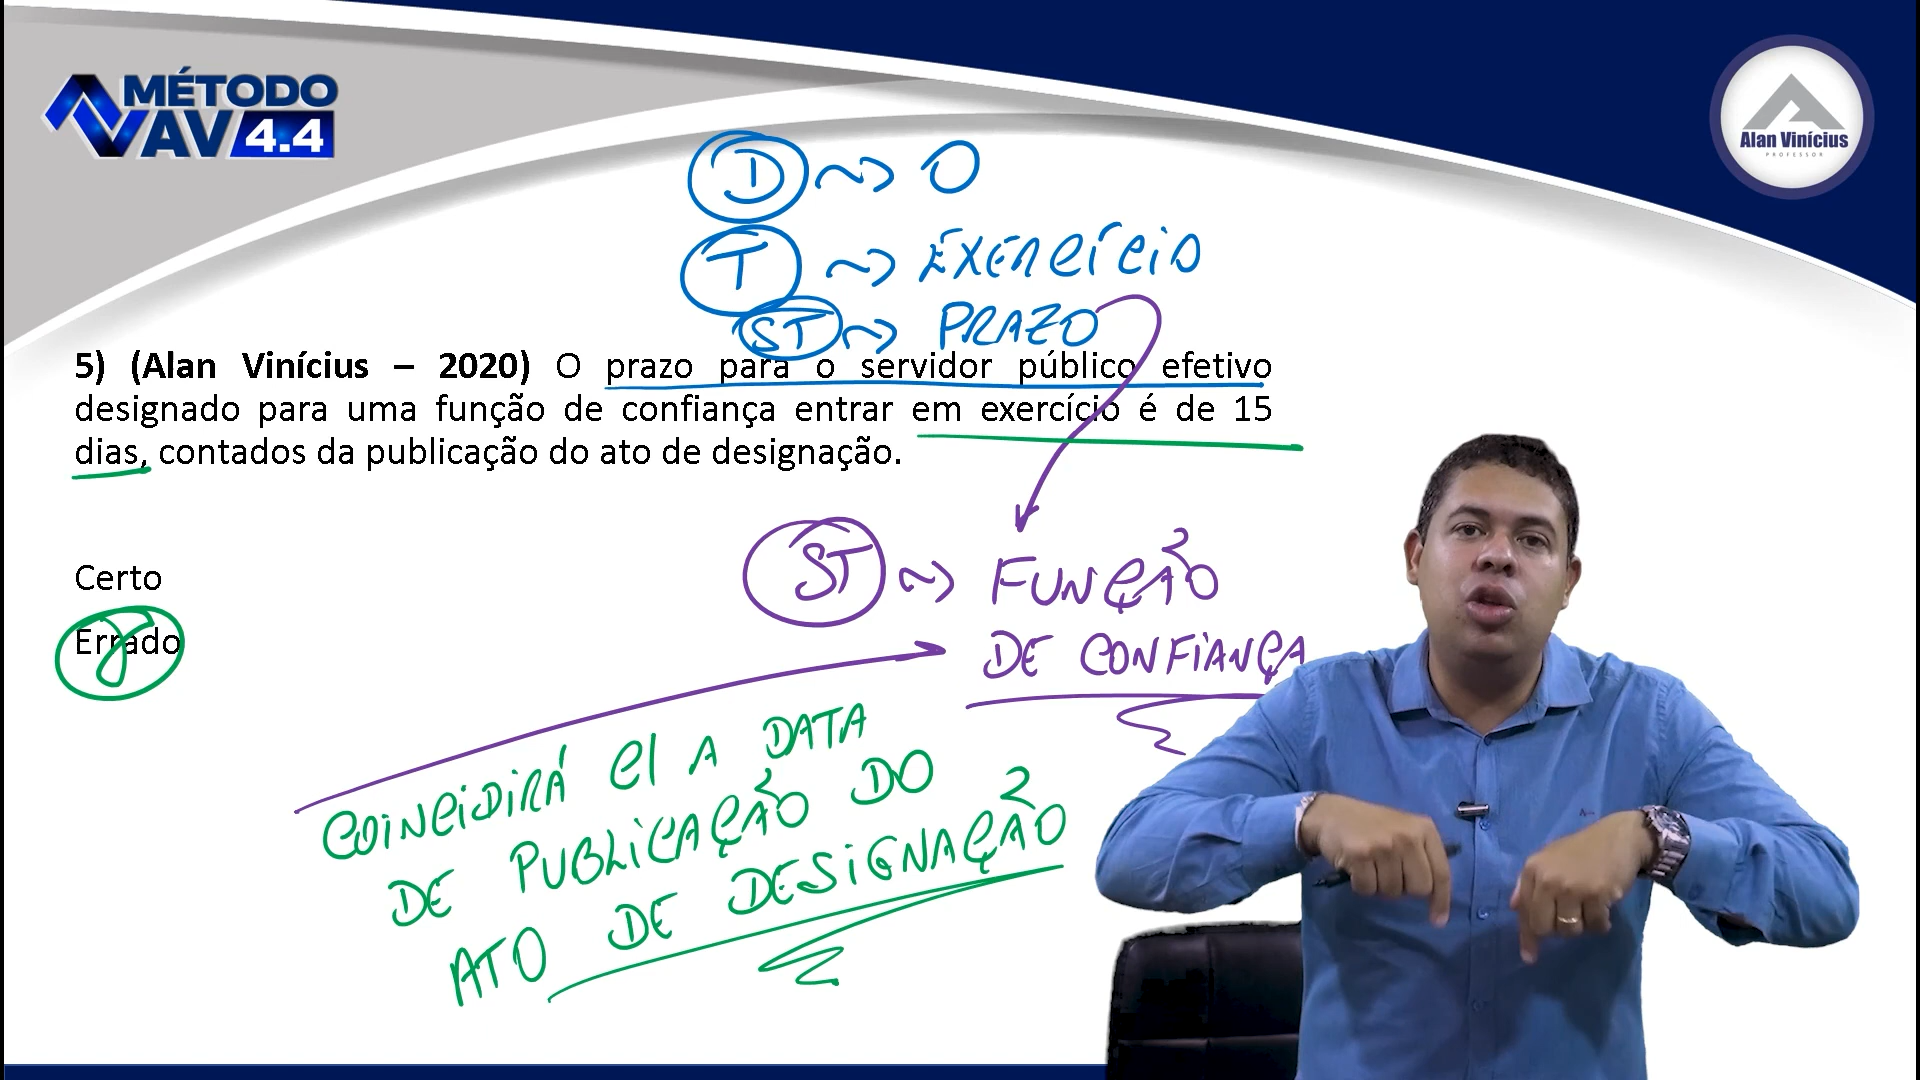 MÉTODO
AV 4.4
Alan Vinícius
PROFESSOR
D ~> O
T ~> EXERCÍCIO
ST ~> PRAZO
5) (Alan Vinícius – 2020) O prazo para o servidor público efetivo
designado para uma função de confiança entrar em exercício é de 15
dias, contados da publicação do ato de designação.
ST ~> FUNÇÃO
DE CONFIANÇA
Certo
Errado
COINCIDIRÁ C/ A DATA
DE PUBLICAÇÃO DO
ATO DE DESIGNAÇÃO